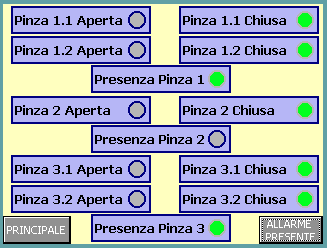 Pinza 1.1 Aperta Pinza 1.1 Chiusa
Pinza 1.2 Aperta Pinza 1.2 Chiusa
Presenza Pinza 1
Pinza 2 Aperta Pinza 2 Chiusa
Presenza Pinza 2
Pinza 3.1 Aperta Pinza 3.1 Chiusa
Pinza 3.2 Aperta Pinza 3.2 Chiusa
Presenza Pinza 3
PRINCIPALE
ALLARME
PRESENTE